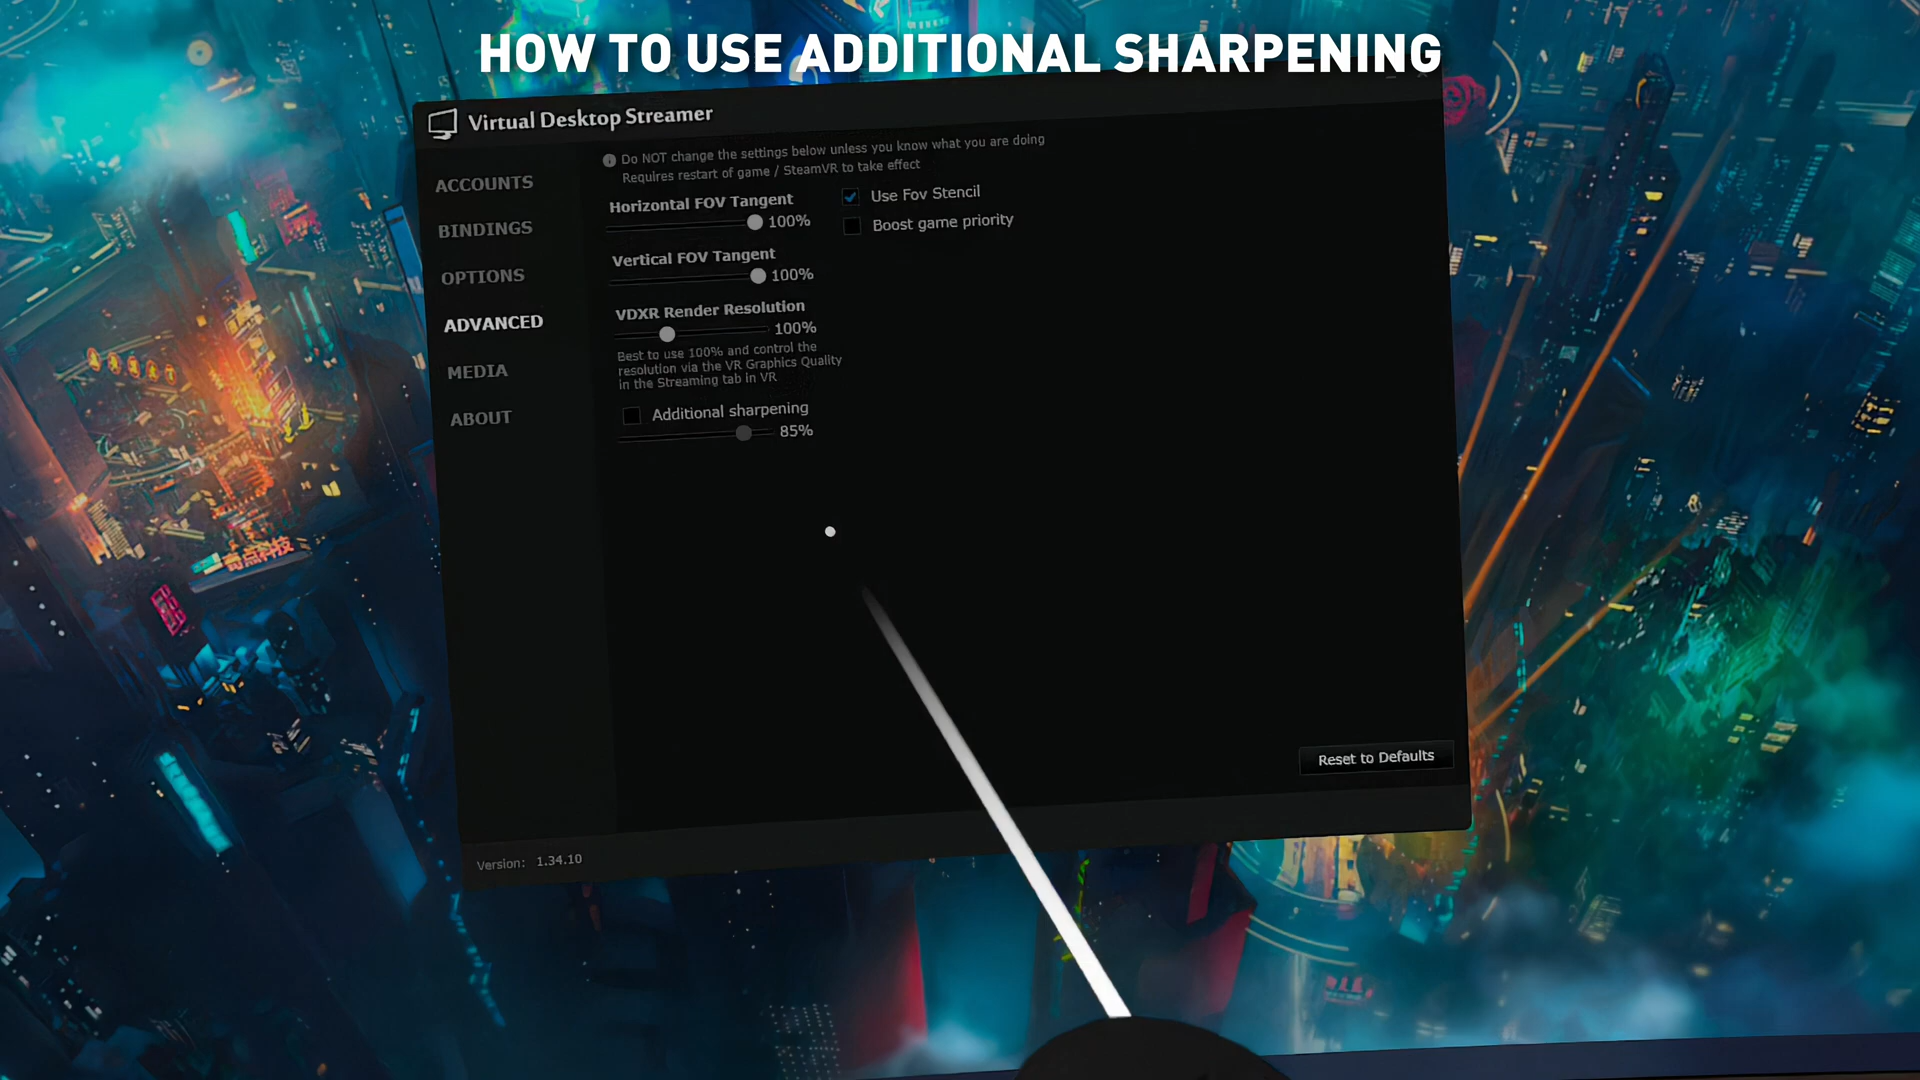 HOW TO USE ADDITIONAL SHARPENING
Virtual Desktop Streamer
Do NOT change the settings below unless you know what you are doing
Requires restart of game / SteamVR to take effect
ACCOUNTS
BINDINGS
OPTIONS
ADVANCED
MEDIA
ABOUT
Horizontal FOV Tangent
100%
Use Fov Stencil
Boost game priority
Vertical FOV Tangent
100%
VDXR Render Resolution
100%
Best to use 100% and control the
resolution via the VR Graphics Quality
in the Streaming tab in VR
Additional sharpening
85%
Reset to Defaults
Version: 1.34.10